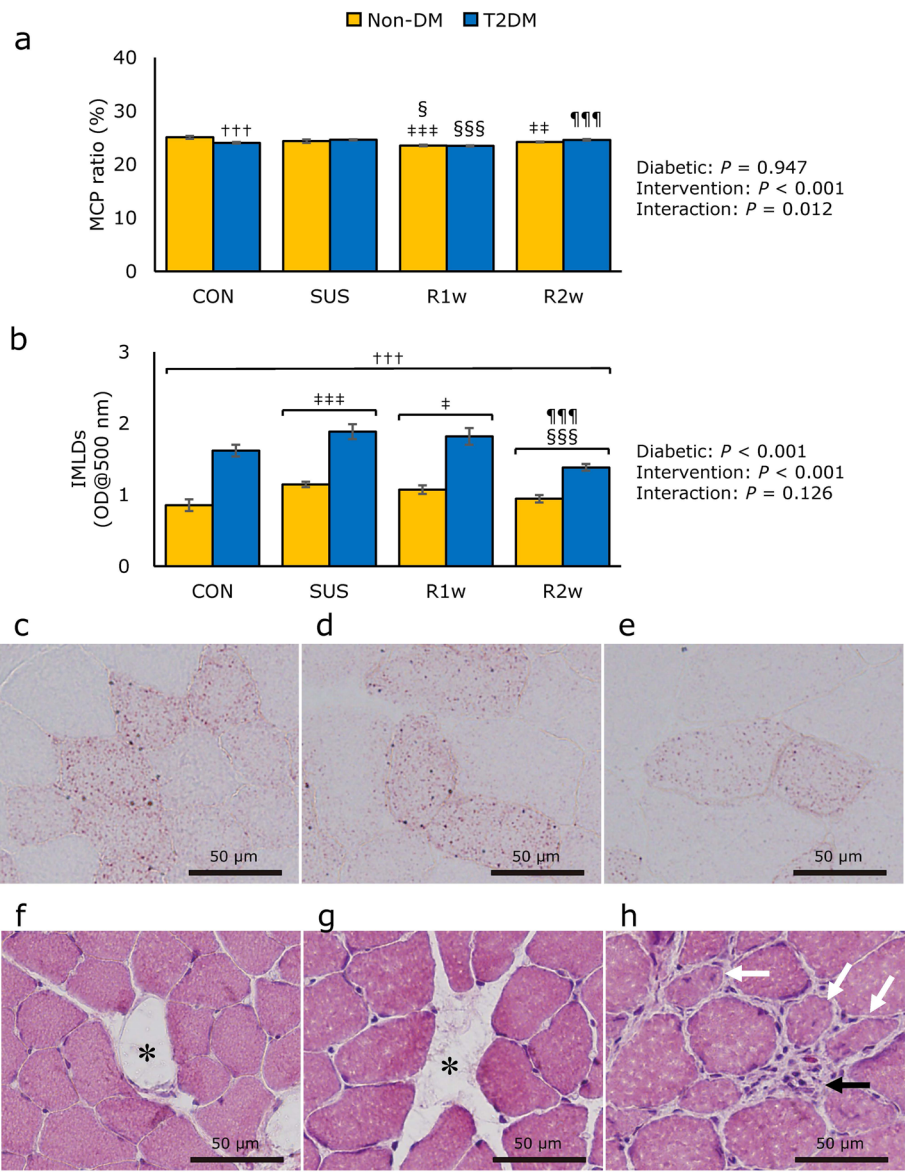 Non-DM T2DM
a
MCP ratio (%)
40
30
20
10
0
†††
§
‡‡‡
§§§
‡‡
¶¶¶
CON SUS R1w R2w
Diabetic: P = 0.947
Intervention: P < 0.001
Interaction: P = 0.012
b
IMLDs
(OD@500 nm)
3
2
1
0
†††
‡‡‡
‡
¶¶¶
§§§
CON SUS R1w R2w
Diabetic: P < 0.001
Intervention: P < 0.001
Interaction: P = 0.126
c d e
50 µm 50 µm 50 µm
f g h
* *
50 µm 50 µm 50 µm